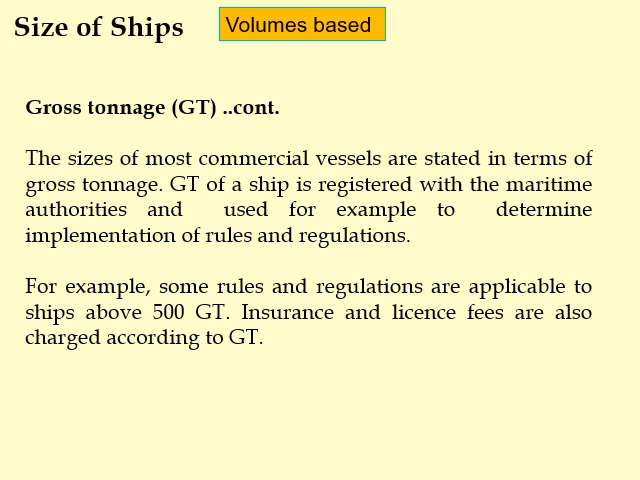 Size of Ships
Volumes based
Gross tonnage (GT) ..cont.
The sizes of most commercial vessels are stated in terms of
gross tonnage. GT of a ship is registered with the maritime
authorities and used for example to determine
implementation of rules and regulations.
For example, some rules and regulations are applicable to
ships above 500 GT. Insurance and licence fees are also
charged according to GT.